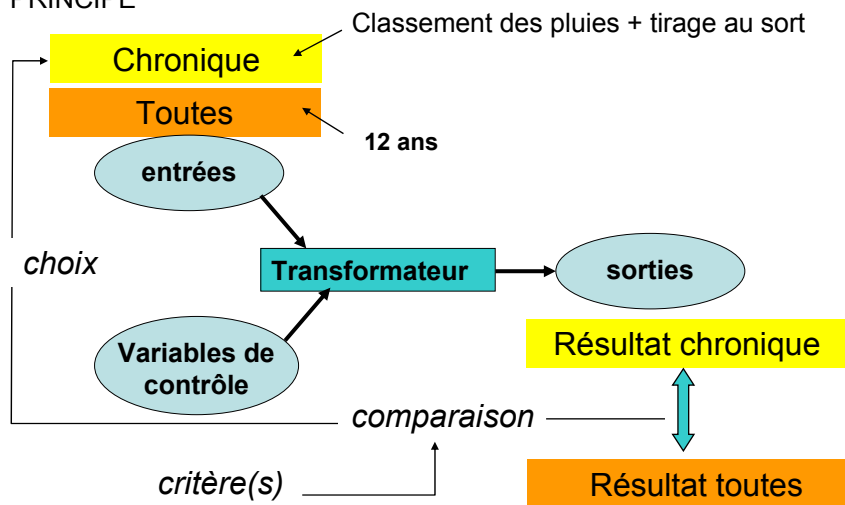 PRINCIPE
Classement des pluies + tirage au sort
Chronique
Toutes
12 ans
entrées
choix
Transformateur
sorties
Variables de
contrôle
Résultat chronique
comparaison
critère(s)
Résultat toutes